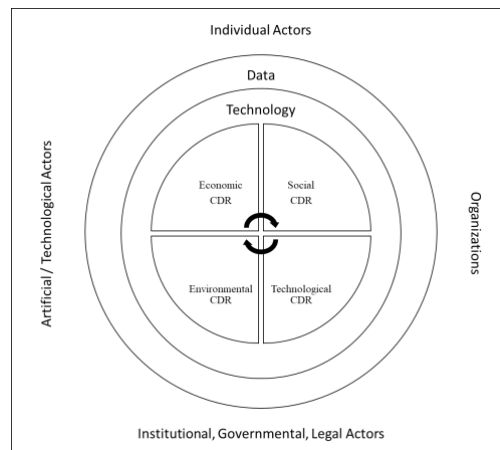 Individual Actors
Data
Technology
Economic
CDR
Social
CDR
Artificial / Technological Actors
Organizations
Environmental
CDR
Technological
CDR
Institutional, Governmental, Legal Actors